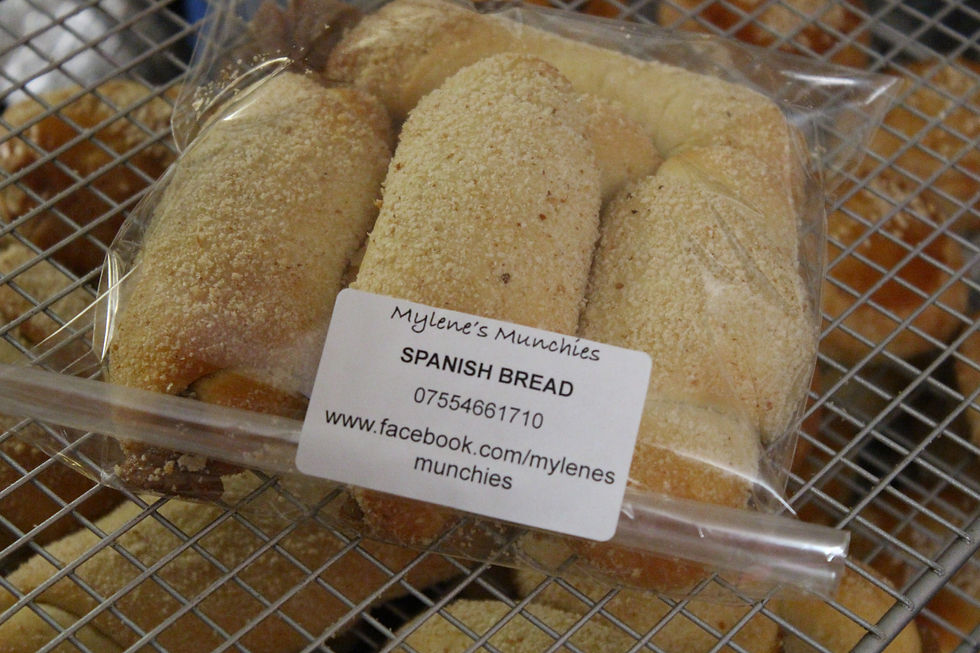 Mylene's Munchies
SPANISH BREAD
07554661710
www.facebook.com/mylenes
munchies